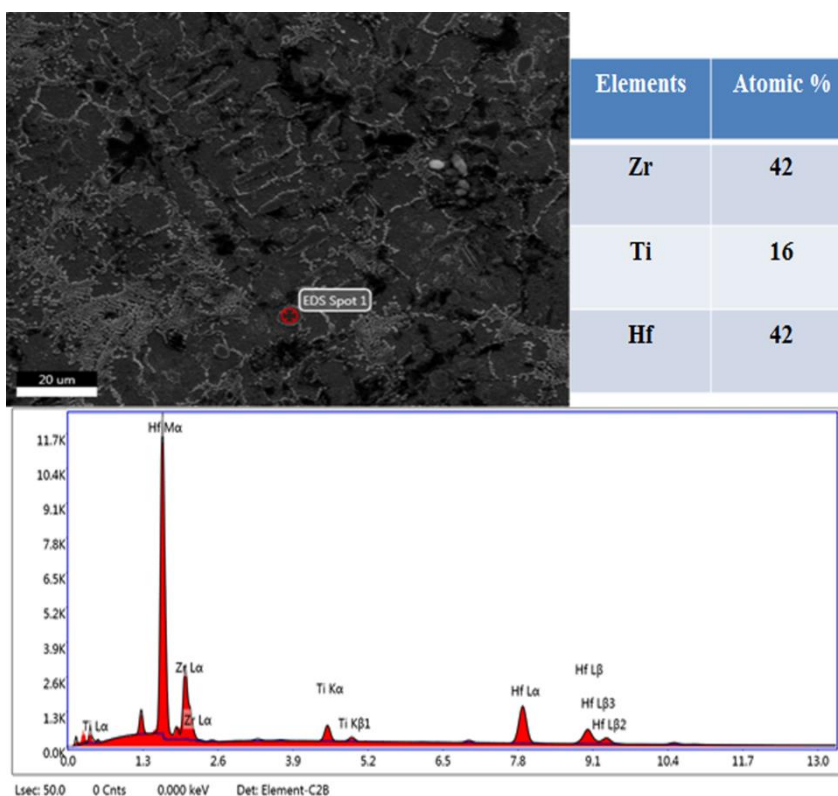 Elements Atomic %
Zr 42
Ti 16
Hf 42
EDS Spot 1
20 um
Hf Mα
11.7K
10.4K
9.1K
7.8K
6.5K
5.2K
3.9K
2.6K
1.3K
0.0K
Zr Lα
Zr Lα
Ti Lα
Ti Kα
Ti Kβ1
Hf Lα
Hf Lβ
Hf Lβ3
Hf Lβ2
0.0 1.3 2.6 3.9 5.2 6.5 7.8 9.1 10.4 11.7 13.0
Lsec: 50.0 0 Cnts 0.000 keV Det: Element-C2B